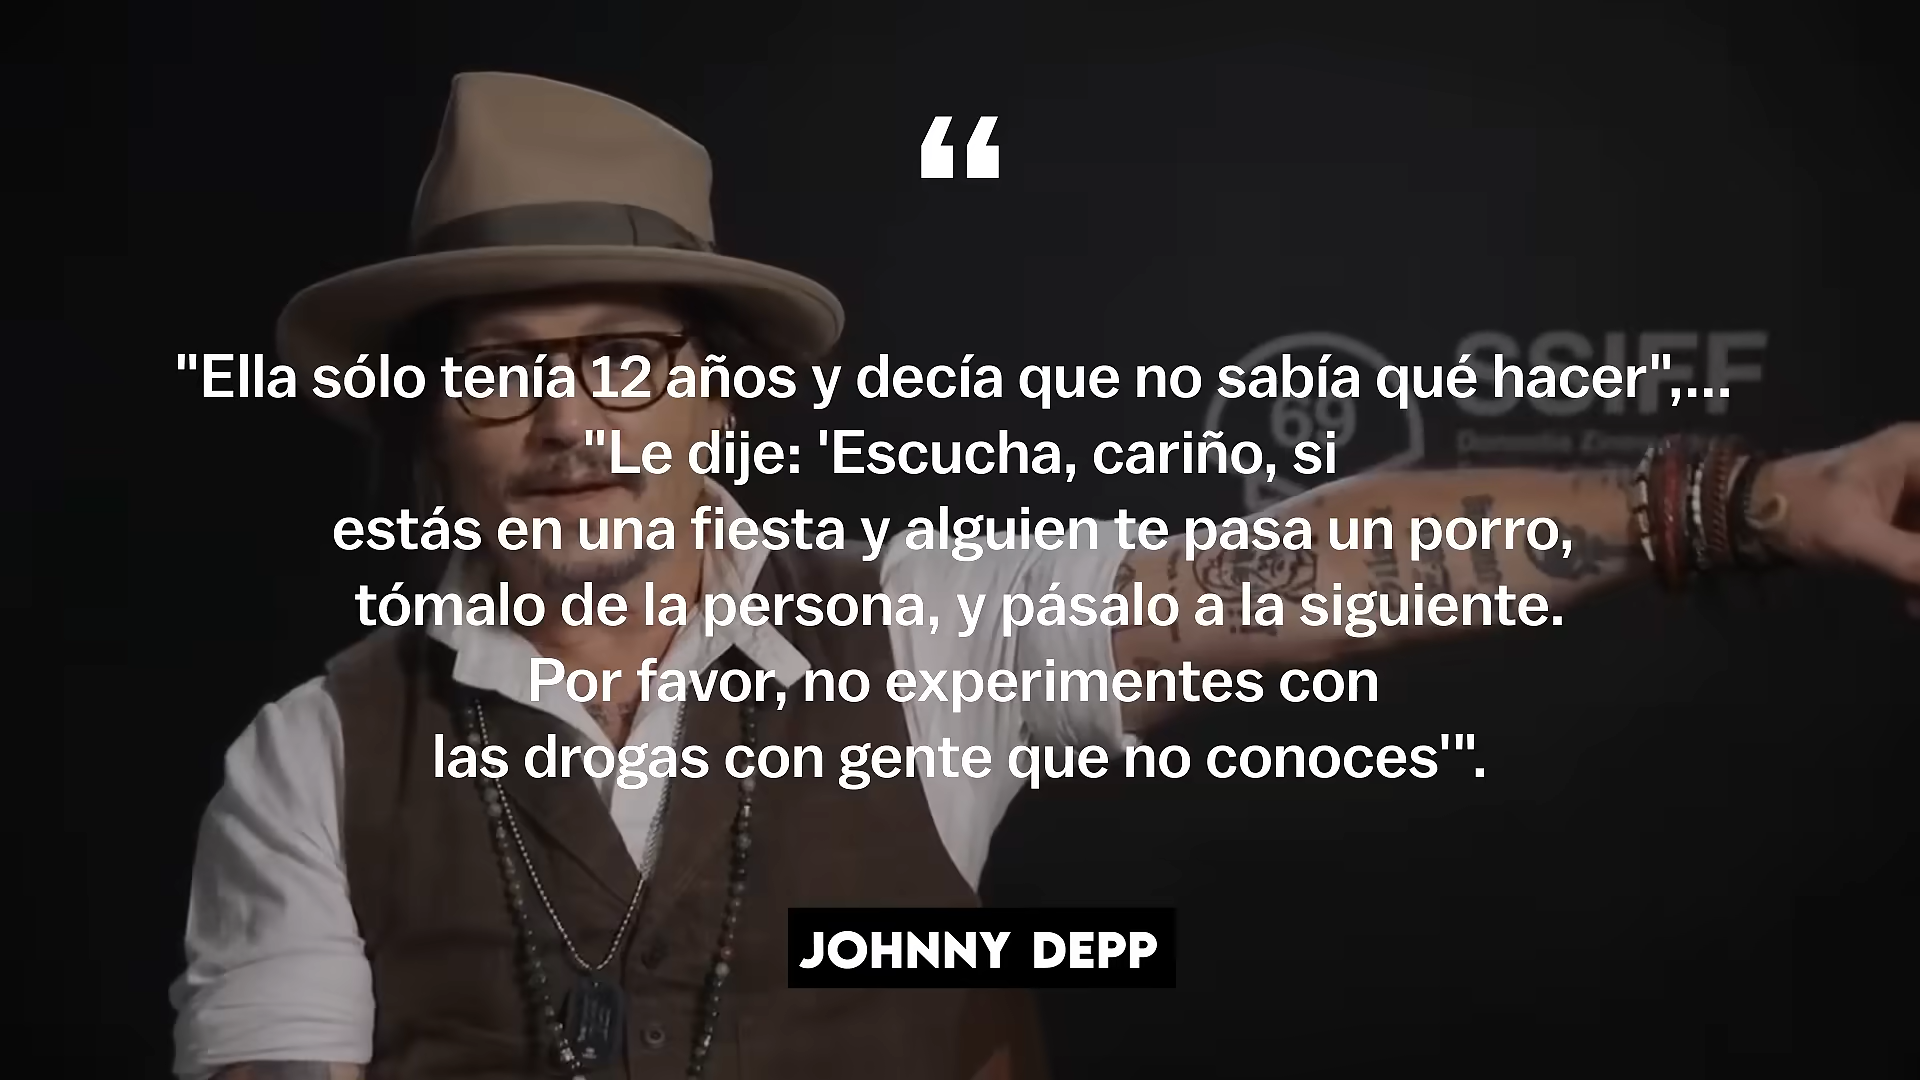 “
"Ella sólo tenía 12 años y decía que no sabía qué hacer",...
"Le dije: 'Escucha, cariño, si
estás en una fiesta y alguien te pasa un porro,
tómalo de la persona, y pásalo a la siguiente.
Por favor, no experimentes con
las drogas con gente que no conoces'".
SSIFF
69
JOHNNY DEPP